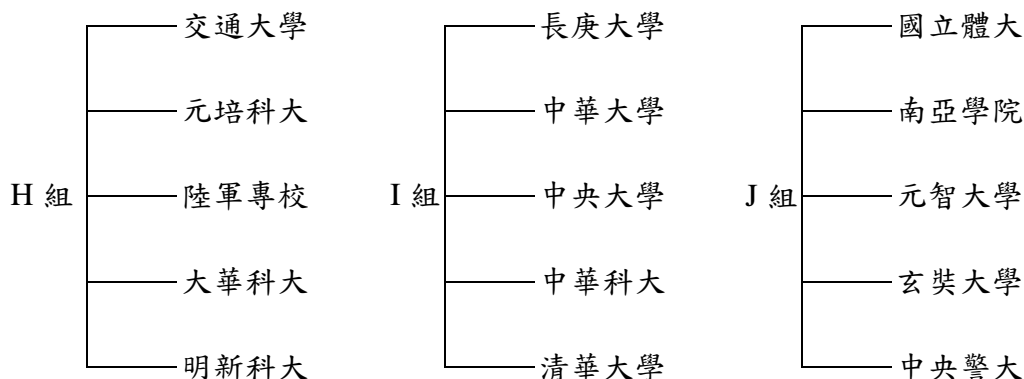 H 組
交通大學
元培科大
陸軍專校
大華科大
明新科大
I 組
長庚大學
中華大學
中央大學
中華科大
清華大學
J 組
國立體大
南亞學院
元智大學
玄奘大學
中央警大